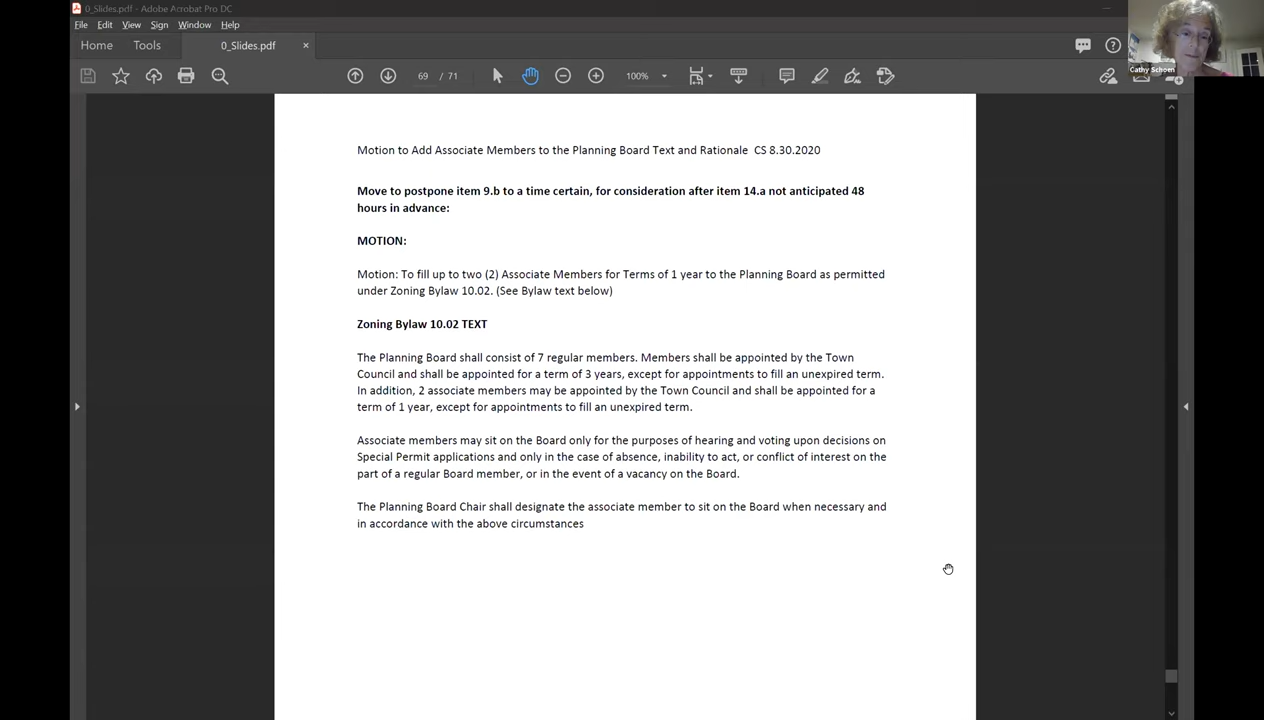 0_Slides.pdf - Adobe Acrobat Pro DC
File Edit View Sign Window Help
Home Tools 0_Slides.pdf ×
69 / 71 100%
Cathy Schoen
Motion to Add Associate Members to the Planning Board Text and Rationale CS 8.30.2020
Move to postpone item 9.b to a time certain, for consideration after item 14.a not anticipated 48
hours in advance:
MOTION:
Motion: To fill up to two (2) Associate Members for Terms of 1 year to the Planning Board as permitted
under Zoning Bylaw 10.02. (See Bylaw text below)
Zoning Bylaw 10.02 TEXT
The Planning Board shall consist of 7 regular members. Members shall be appointed by the Town
Council and shall be appointed for a term of 3 years, except for appointments to fill an unexpired term.
In addition, 2 associate members may be appointed by the Town Council and shall be appointed for a
term of 1 year, except for appointments to fill an unexpired term.
Associate members may sit on the Board only for the purposes of hearing and voting upon decisions on
Special Permit applications and only in the case of absence, inability to act, or conflict of interest on the
part of a regular Board member, or in the event of a vacancy on the Board.
The Planning Board Chair shall designate the associate member to sit on the Board when necessary and
in accordance with the above circumstances